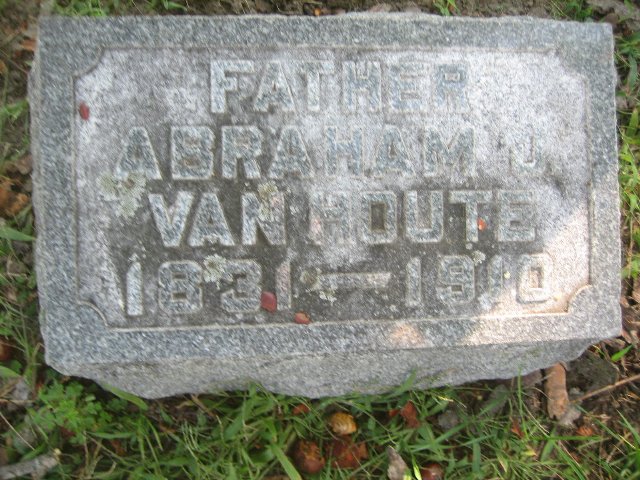 FATHER
ABRAHAM J.
VAN HOUTE
1831 — 1910